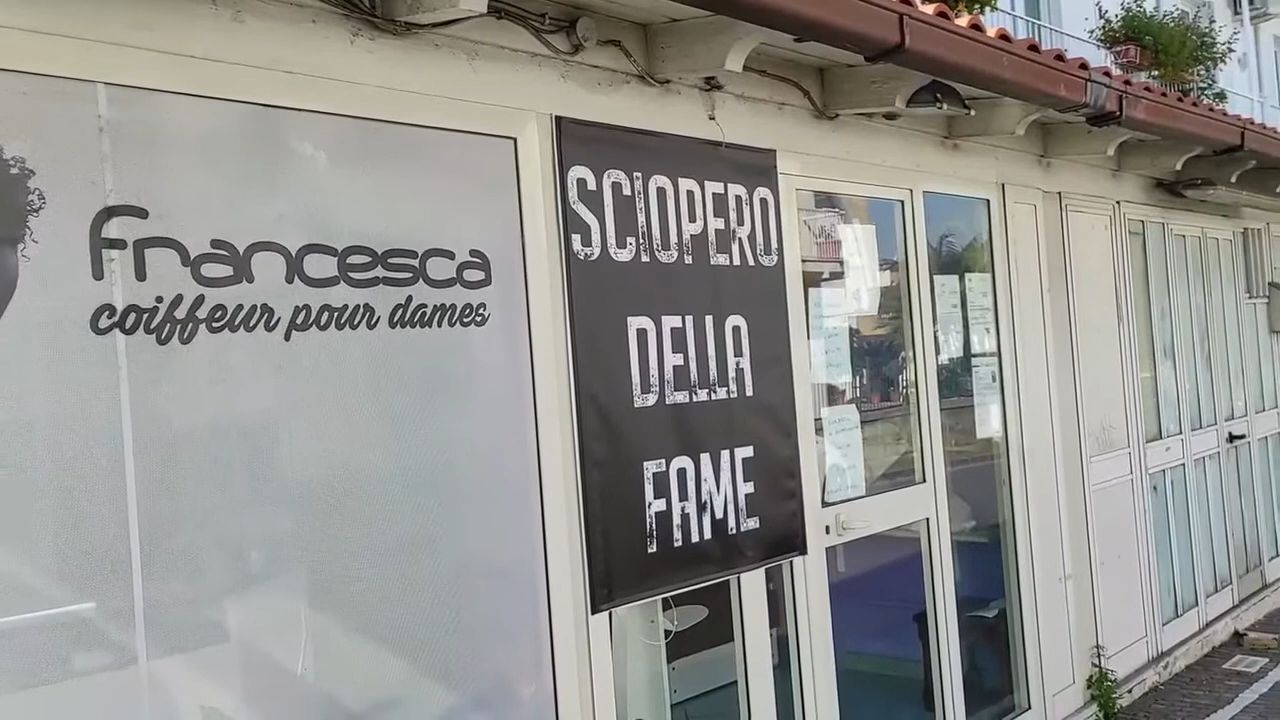 francesca
coiffeur pour dames
SCIOPERO
DELLA
FAME